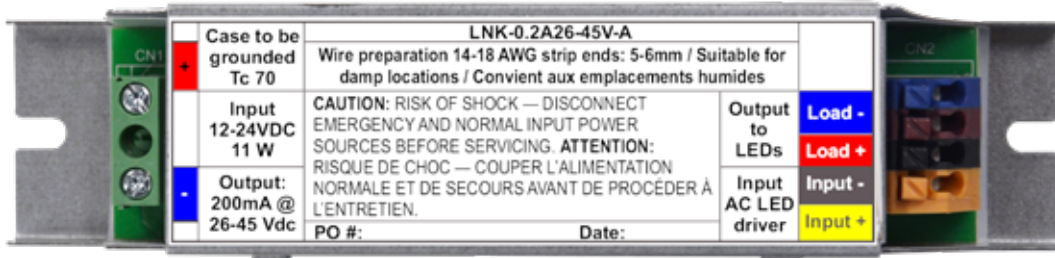 LNK-0.2A26-45V-A
Case to be
grounded
Tc 70
Wire preparation 14-18 AWG strip ends: 5-6mm / Suitable for
damp locations / Convient aux emplacements humides
CN1
+
-
Input
12-24VDC
11 W
Output:
200mA @
26-45 Vdc
CAUTION: RISK OF SHOCK — DISCONNECT
EMERGENCY AND NORMAL INPUT POWER
SOURCES BEFORE SERVICING. ATTENTION:
RISQUE DE CHOC — COUPER L'ALIMENTATION
NORMALE ET DE SECOURS AVANT DE PROCÉDER À
L'ENTRETIEN.
PO #: Date:
Output
to
LEDs
Input
AC LED
driver
Load -
Load +
Input -
Input +
CN2